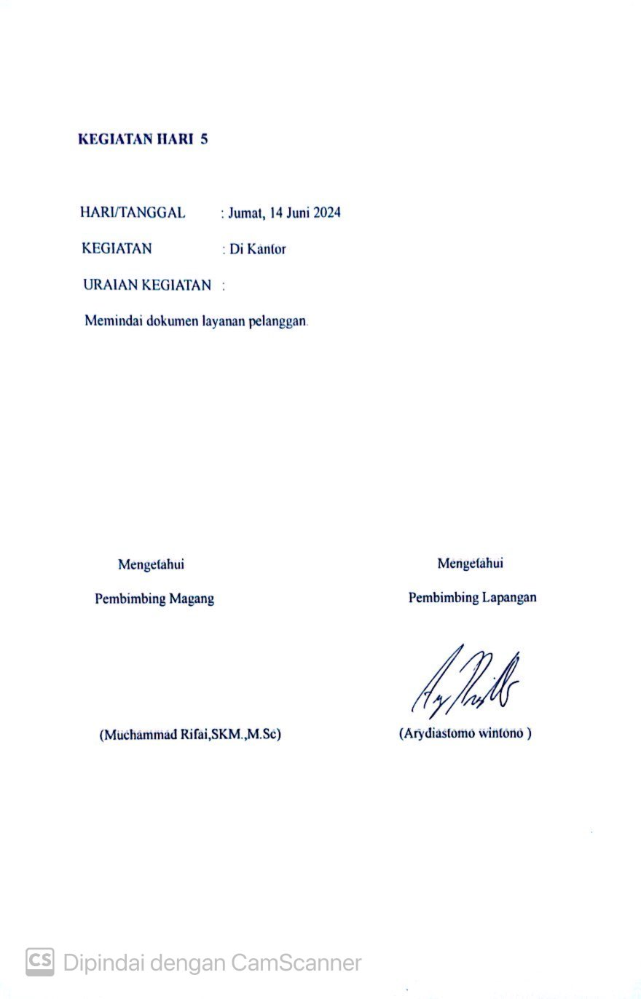 KEGIATAN HARI 5
HARI/TANGGAL : Jumat, 14 Juni 2024
KEGIATAN : Di Kantor
URAIAN KEGIATAN :
Memindai dokumen layanan pelanggan.
Mengetahui Mengetahui
Pembimbing Magang Pembimbing Lapangan
(Muchammad Rifai,SKM.,M.Sc) (Arydiastomo wintono )
CS Dipindai dengan CamScanner